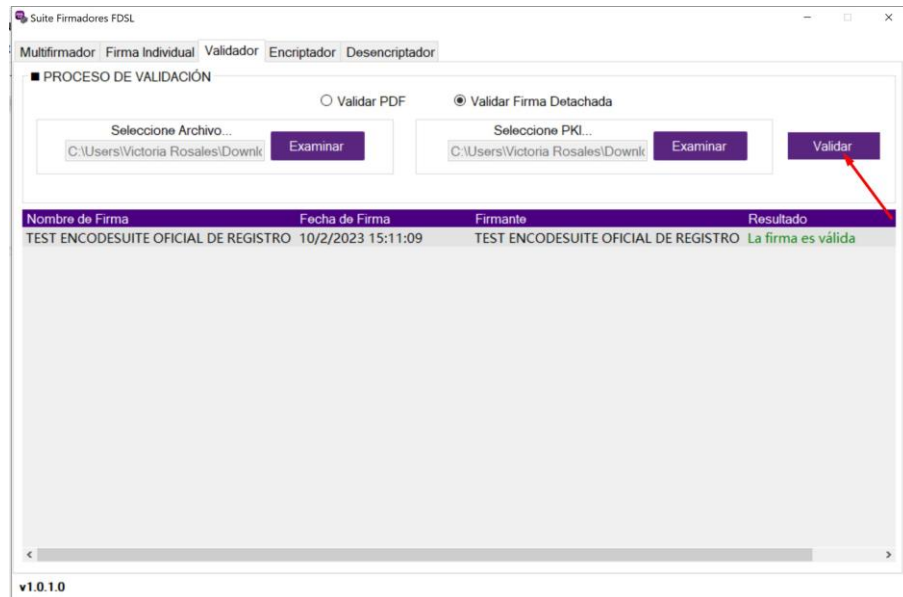 Suite Firmadores FDSL
Multifirmador Firma Individual Validador Encriptador Desencriptador
PROCESO DE VALIDACIÓN
Validar PDF Validar Firma Detachada
Seleccione Archivo... Seleccione PKI...
C:\Users\Victoria Rosales\Downlo Examinar C:\Users\Victoria Rosales\Downlo Examinar Validar
Nombre de Firma Fecha de Firma Firmante Resultado
TEST ENCODESUITE OFICIAL DE REGISTRO 10/2/2023 15:11:09 TEST ENCODESUITE OFICIAL DE REGISTRO La firma es válida
v1.0.1.0